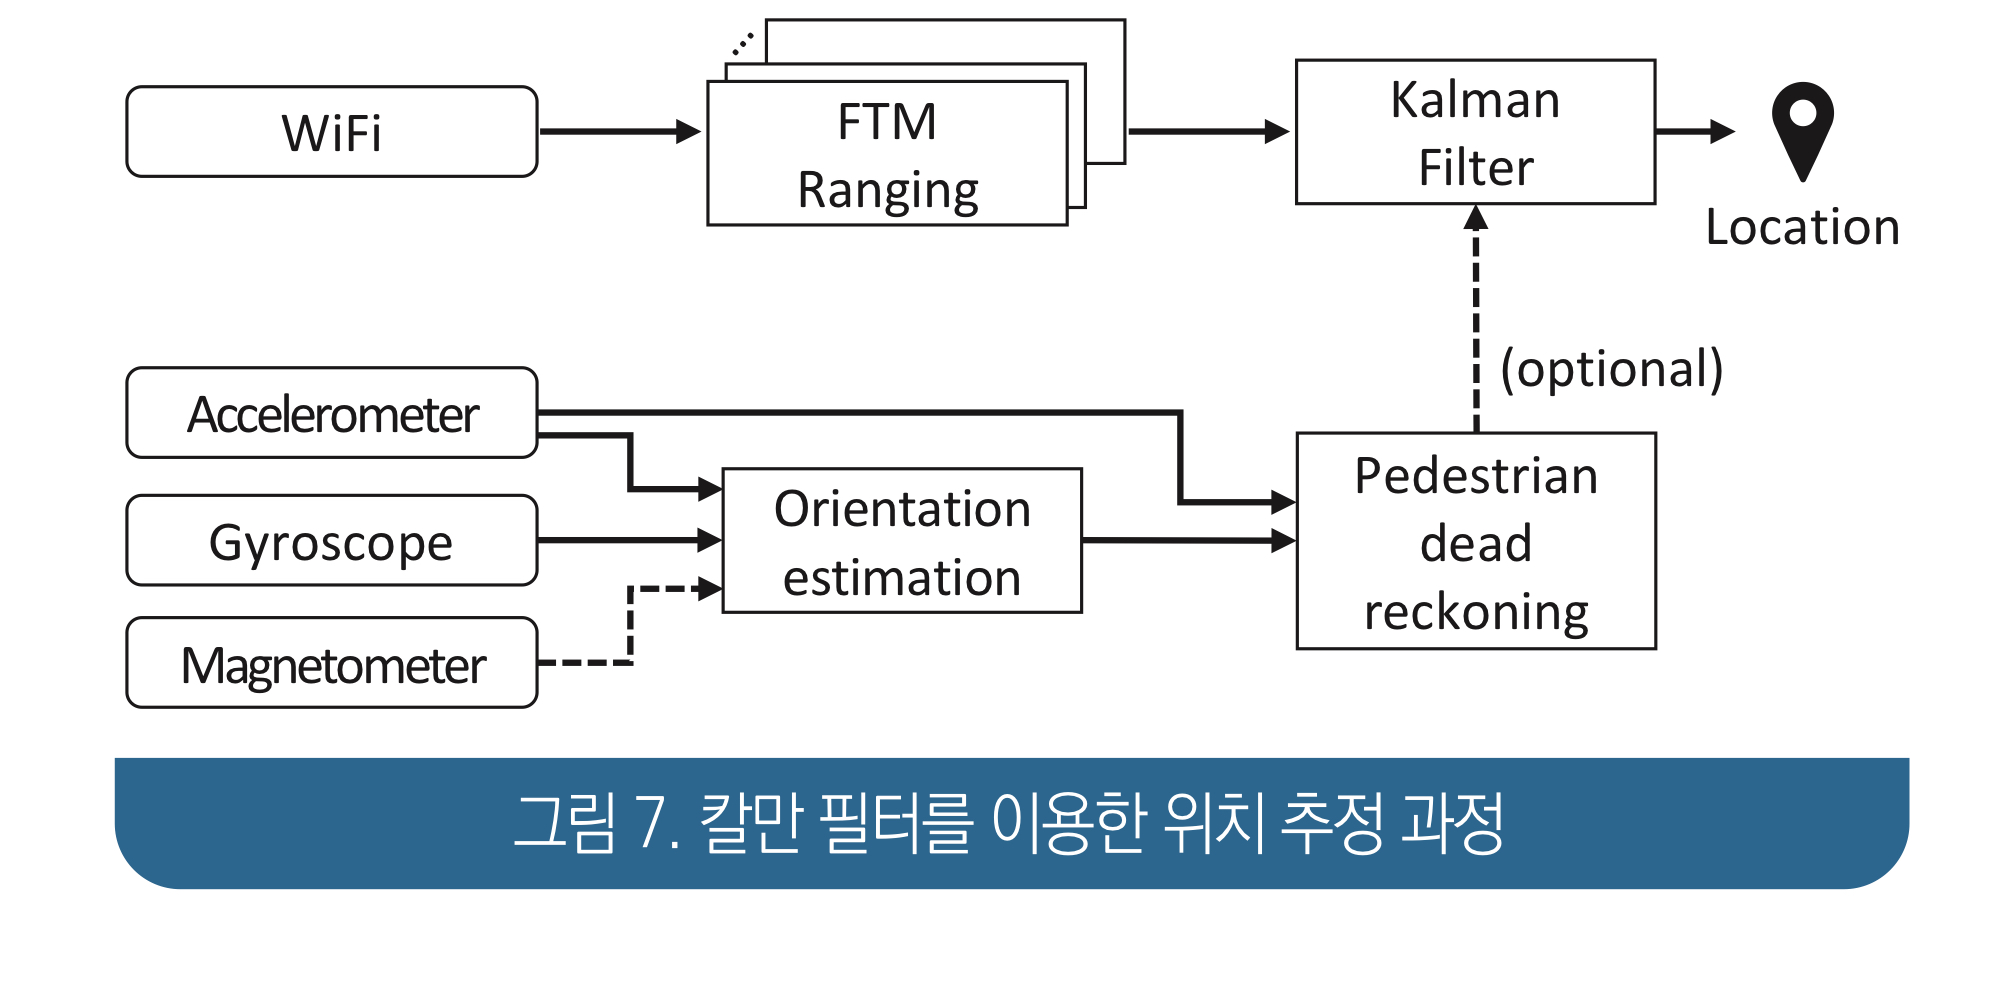 WiFi
FTM
Ranging
Kalman
Filter
Location
(optional)
Accelerometer
Gyroscope
Magnetometer
Orientation
estimation
Pedestrian
dead
reckoning
그림 7. 칼만 필터를 이용한 위치 추정 과정